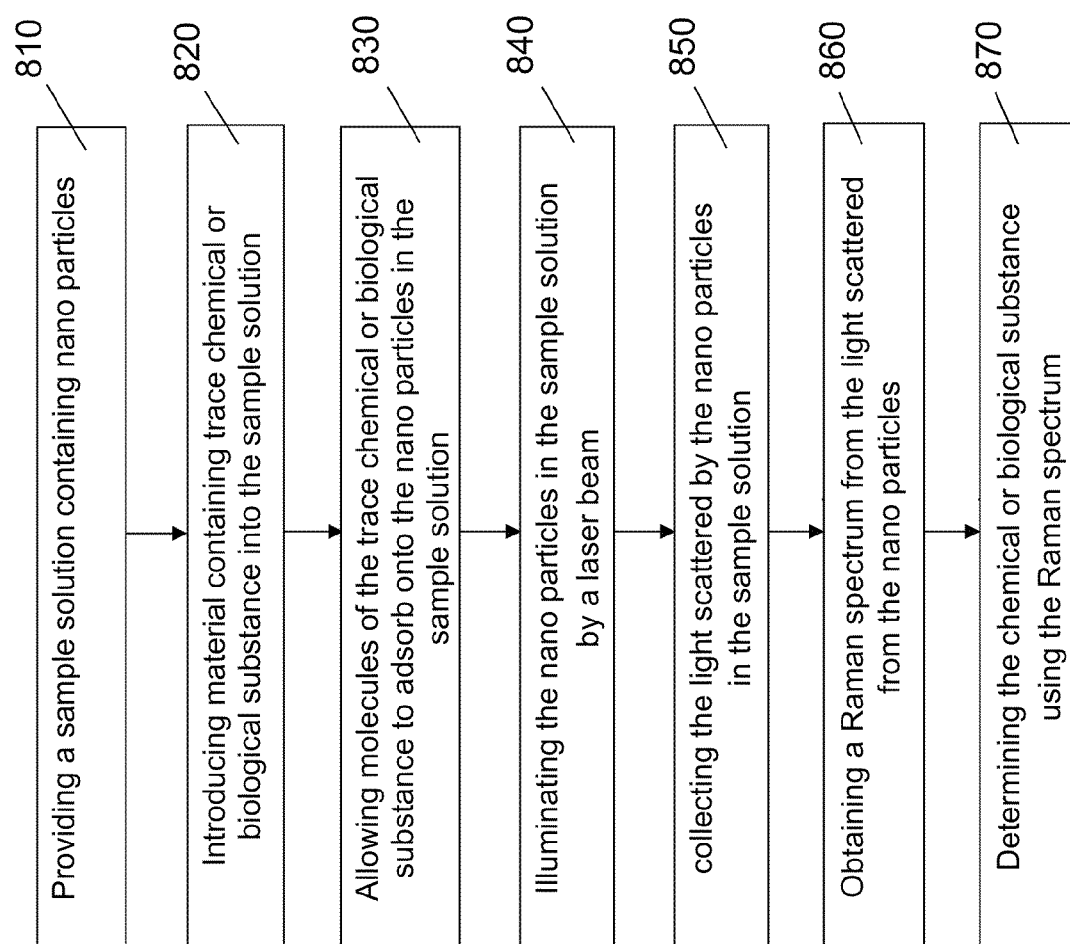 810
Providing a sample solution containing nano particles
820
Introducing material containing trace chemical or
biological substance into the sample solution
830
Allowing molecules of the trace chemical or biological
substance to adsorb onto the nano particles in the
sample solution
840
Illuminating the nano particles in the sample solution
by a laser beam
850
collecting the light scattered by the nano particles
in the sample solution
860
Obtaining a Raman spectrum from the light scattered
from the nano particles
870
Determining the chemical or biological substance
using the Raman spectrum